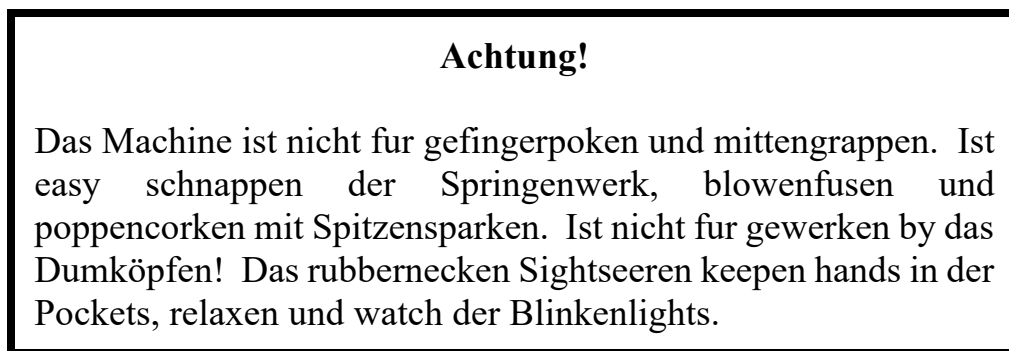 Achtung!
Das Machine ist nicht fur gefingerpoken und mittengrappen.  Ist
easy schnappen der Springenwerk, blowenfusen und
poppencorken mit Spitzensparken.  Ist nicht fur gewerken by das
Dumköpfen!  Das rubbernecken Sightseeren keepen hands in der
Pockets, relaxen und watch der Blinkenlights.